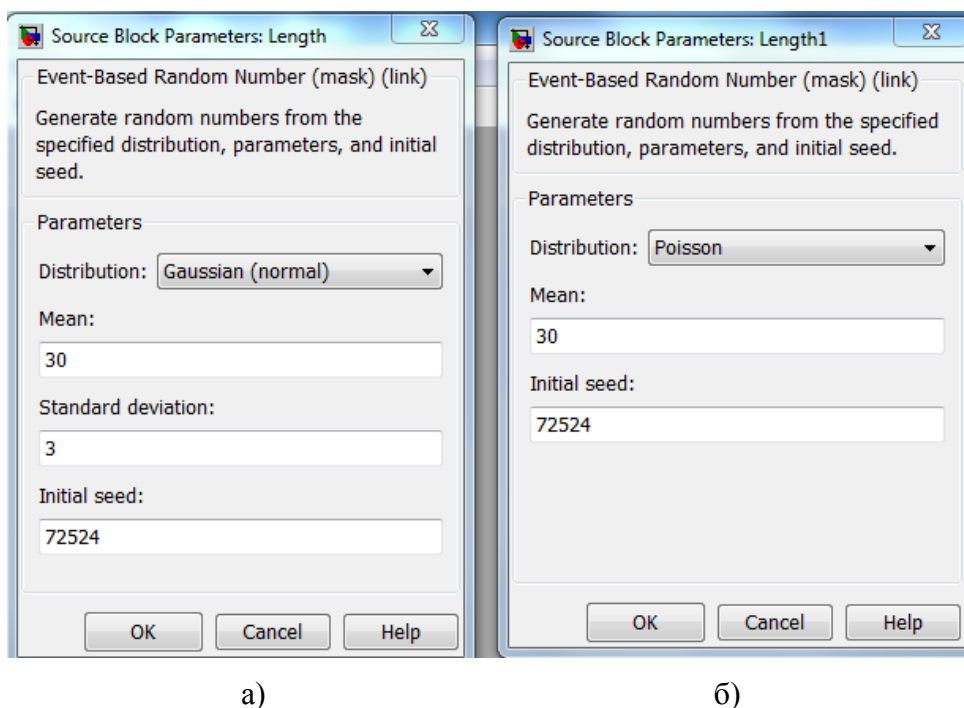 Source Block Parameters: Length
Event-Based Random Number (mask) (link)
Generate random numbers from the
specified distribution, parameters, and initial
seed.
Parameters
Distribution: Gaussian (normal)
Mean:
30
Standard deviation:
3
Initial seed:
72524
OK Cancel Help
а)
Source Block Parameters: Length1
Event-Based Random Number (mask) (link)
Generate random numbers from the specified
distribution, parameters, and initial seed.
Parameters
Distribution: Poisson
Mean:
30
Initial seed:
72524
OK Cancel Help
б)